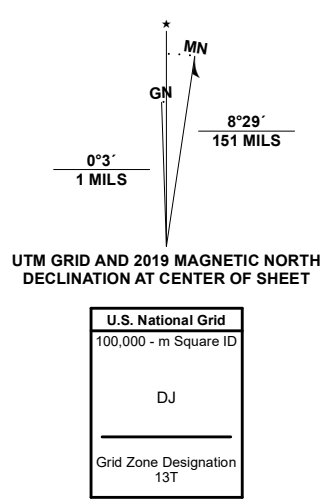 ★
MN
GN
8°29´
151 MILS
0°3´
1 MILS
UTM GRID AND 2019 MAGNETIC NORTH
DECLINATION AT CENTER OF SHEET
U.S. National Grid
100,000 - m Square ID
DJ
Grid Zone Designation
13T